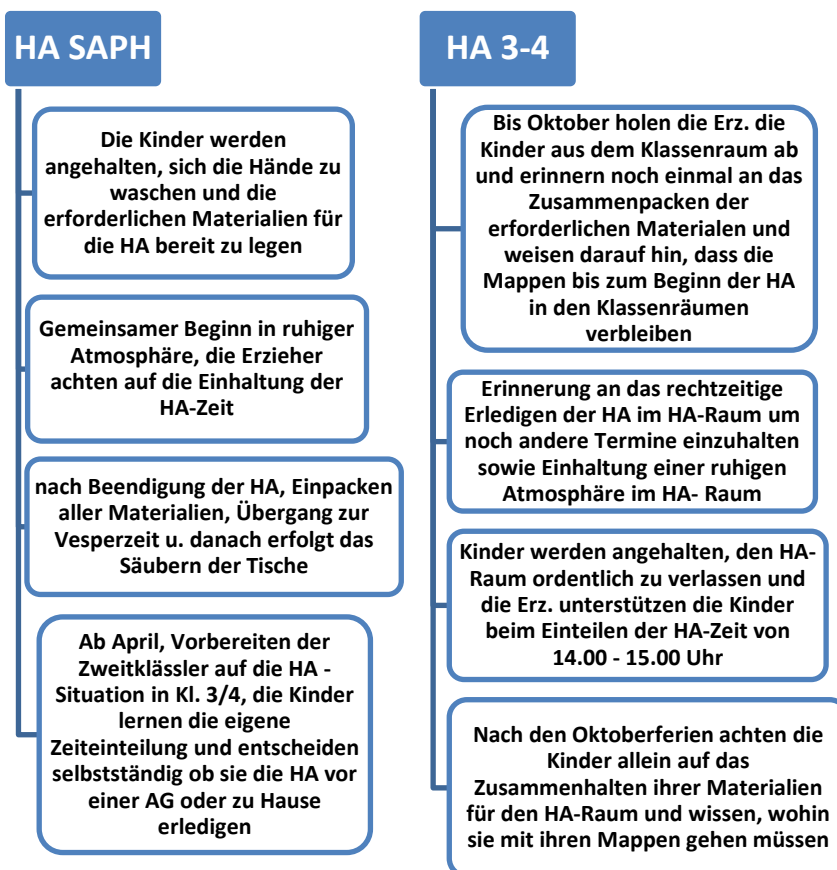 HA SAPH
Die Kinder werden
angehalten, sich die Hände zu
waschen und die
erforderlichen Materialien für
die HA bereit zu legen
Gemeinsamer Beginn in ruhiger
Atmosphäre, die Erzieher
achten auf die Einhaltung der
HA-Zeit
nach Beendigung der HA, Einpacken
aller Materialien, Übergang zur
Vesperzeit u. danach erfolgt das
Säubern der Tische
Ab April, Vorbereiten der
Zweitklässler auf die HA -
Situation in Kl. 3/4, die Kinder
lernen die eigene
Zeiteinteilung und entscheiden
selbstständig ob sie die HA vor
einer AG oder zu Hause
erledigen
HA 3-4
Bis Oktober holen die Erz. die
Kinder aus dem Klassenraum ab
und erinnern noch einmal an das
Zusammenpacken der
erforderlichen Materialen und
weisen darauf hin, dass die
Mappen bis zum Beginn der HA
in den Klassenräumen
verbleiben
Erinnerung an das rechtzeitige
Erledigen der HA im HA-Raum um
noch andere Termine einzuhalten
sowie Einhaltung einer ruhigen
Atmosphäre im HA- Raum
Kinder werden angehalten, den HA-
Raum ordentlich zu verlassen und
die Erz. unterstützen die Kinder
beim Einteilen der HA-Zeit von
14.00 - 15.00 Uhr
Nach den Oktoberferien achten die
Kinder allein auf das
Zusammenhalten ihrer Materialien
für den HA-Raum und wissen, wohin
sie mit ihren Mappen gehen müssen